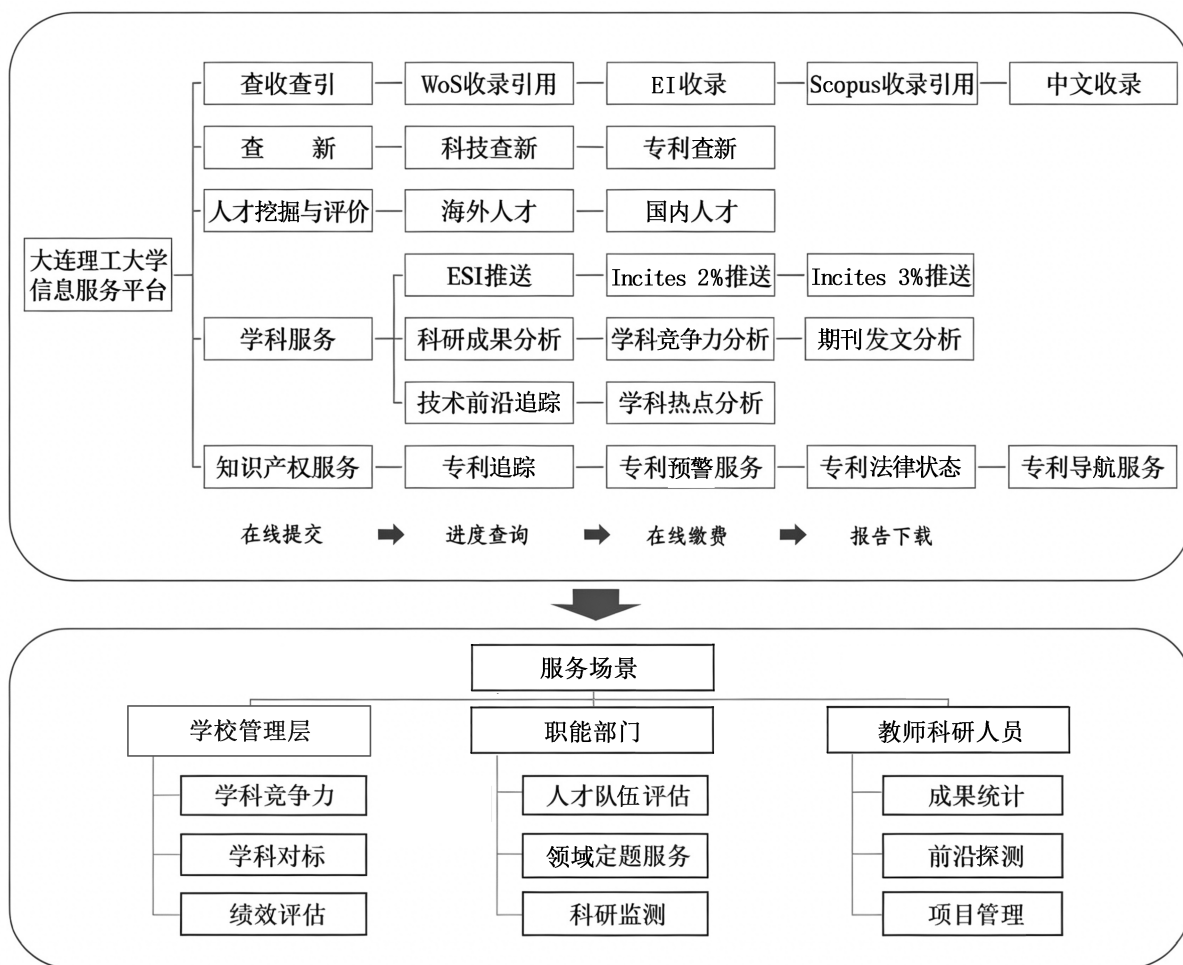 查收查引
WoS收录引用
EI收录
Scopus收录引用
中文收录
查 新
科技查新
专利查新
人才挖掘与评价
海外人才
国内人才
大连理工大学
信息服务平台
ESI推送
Incites 2%推送
Incites 3%推送
学科服务
科研成果分析
学科竞争力分析
期刊发文分析
技术前沿追踪
学科热点分析
知识产权服务
专利追踪
专利预警服务
专利法律状态
专利导航服务
在线提交
进度查询
在线缴费
报告下载
服务场景
学校管理层
职能部门
教师科研人员
学科竞争力
人才队伍评估
成果统计
学科对标
领域定题服务
前沿探测
绩效评估
科研监测
项目管理